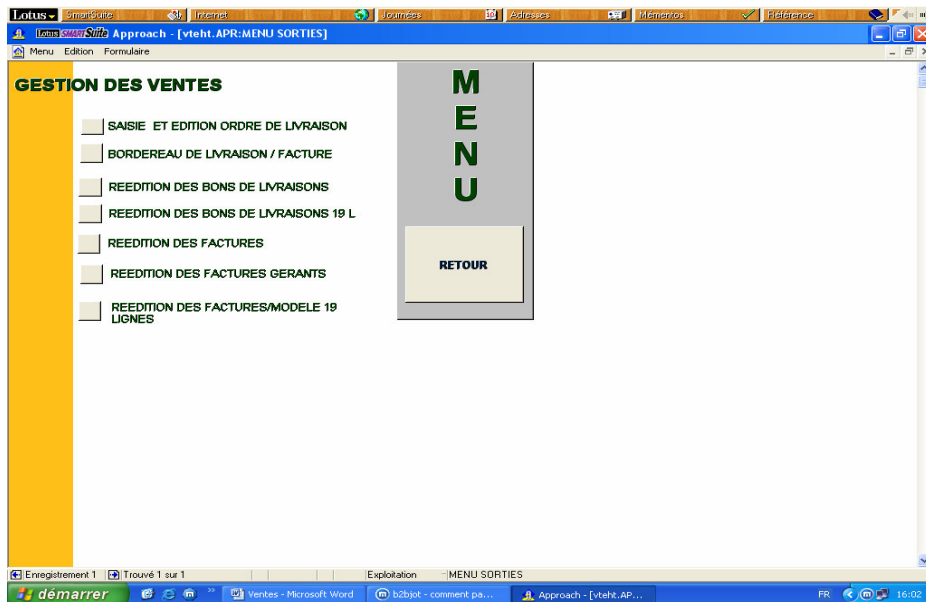 Lotus SmartSuite Internet Journées Adresses Mémentos Référence
Lotus SMARTSuite Approach - [vteht.APR:MENU SORTIES]
Menu Edition Formulaire
GESTION DES VENTES
SAISIE ET EDITION ORDRE DE LIVRAISON
BORDEREAU DE LIVRAISON / FACTURE
REEDITION DES BONS DE LIVRAISONS
REEDITION DES BONS DE LIVRAISONS 19 L
REEDITION DES FACTURES
REEDITION DES FACTURES GERANTS
REEDITION DES FACTURES/MODELE 19
LIGNES
M
E
N
U
RETOUR
Enregistrement 1 Trouvé 1 sur 1 Exploitation MENU SORTIES
démarrer Ventes - Microsoft Word b2bjot - comment pa... Approach - [vteht.AP... FR 16:02